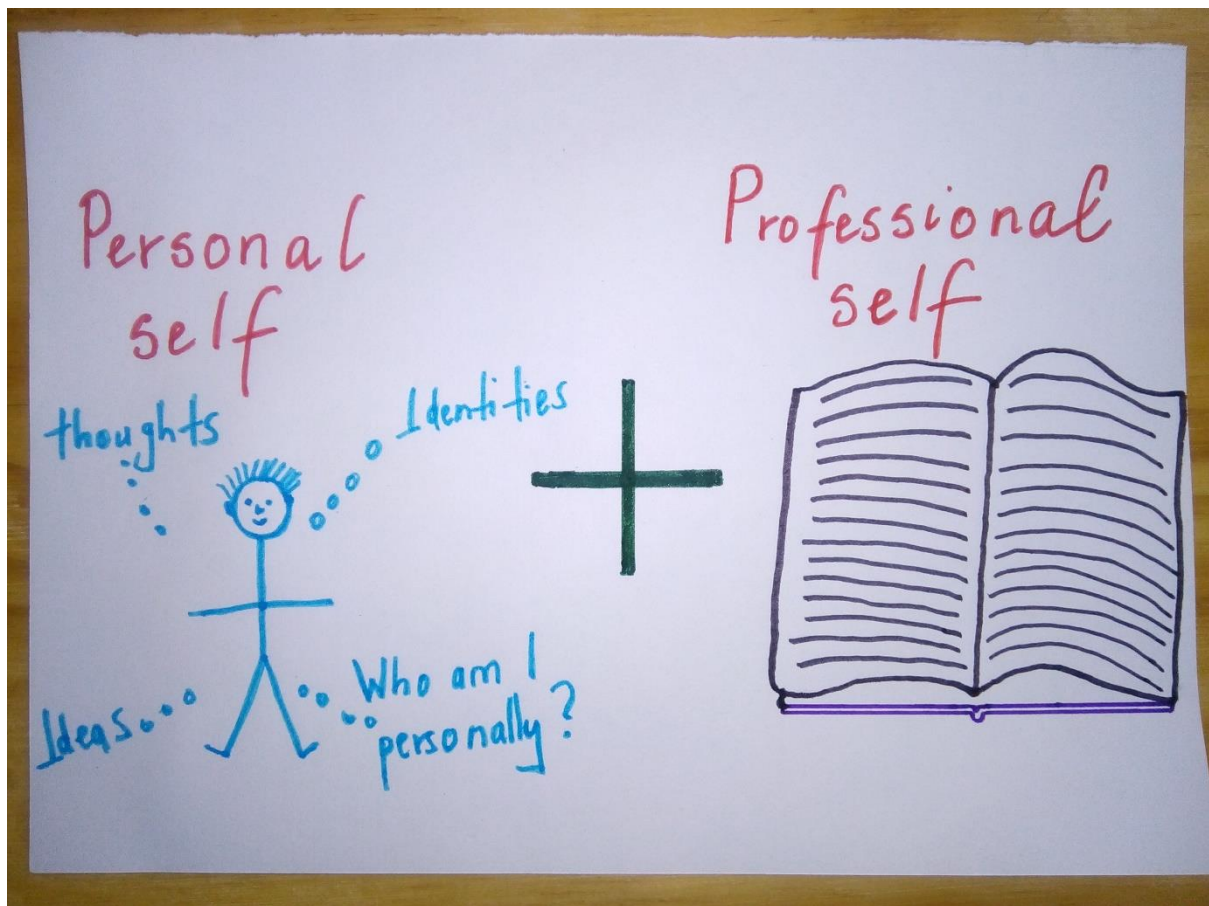 Personal
self
thoughts
Identities
Ideas
Who am I
personally?
Professional
self